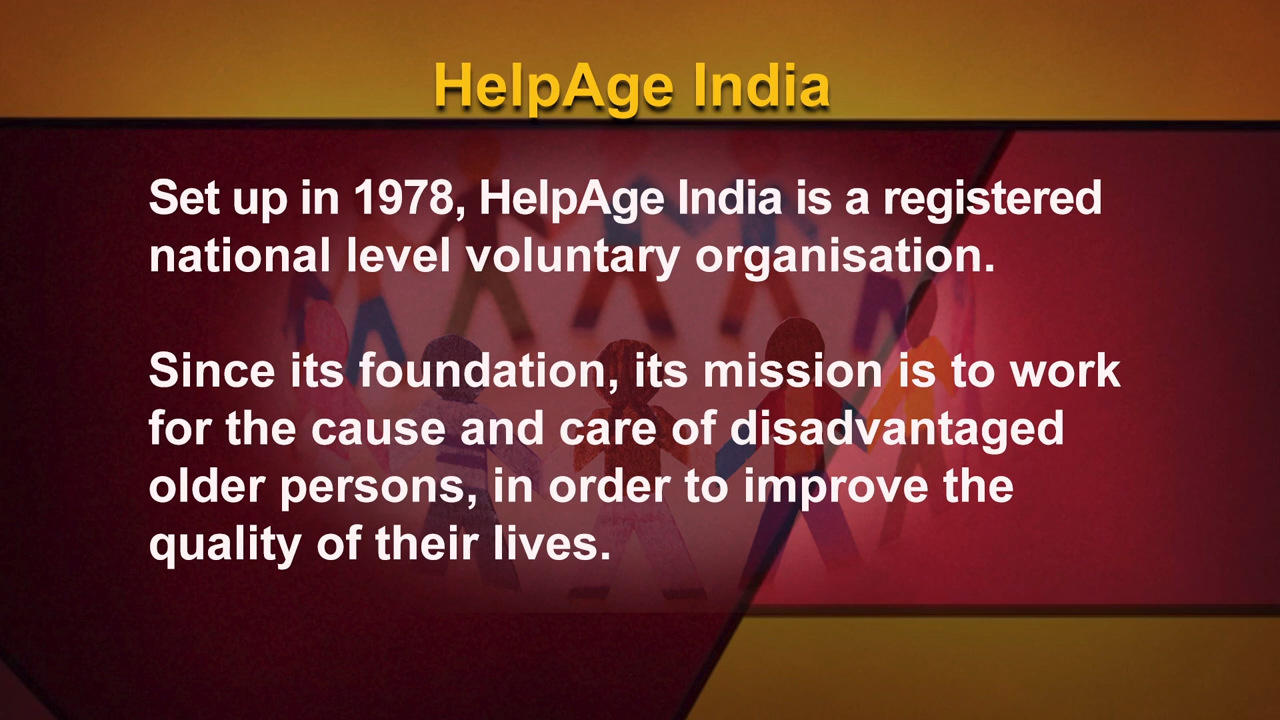 HelpAge India
Set up in 1978, HelpAge India is a registered
national level voluntary organisation.
Since its foundation, its mission is to work
for the cause and care of disadvantaged
older persons, in order to improve the
quality of their lives.